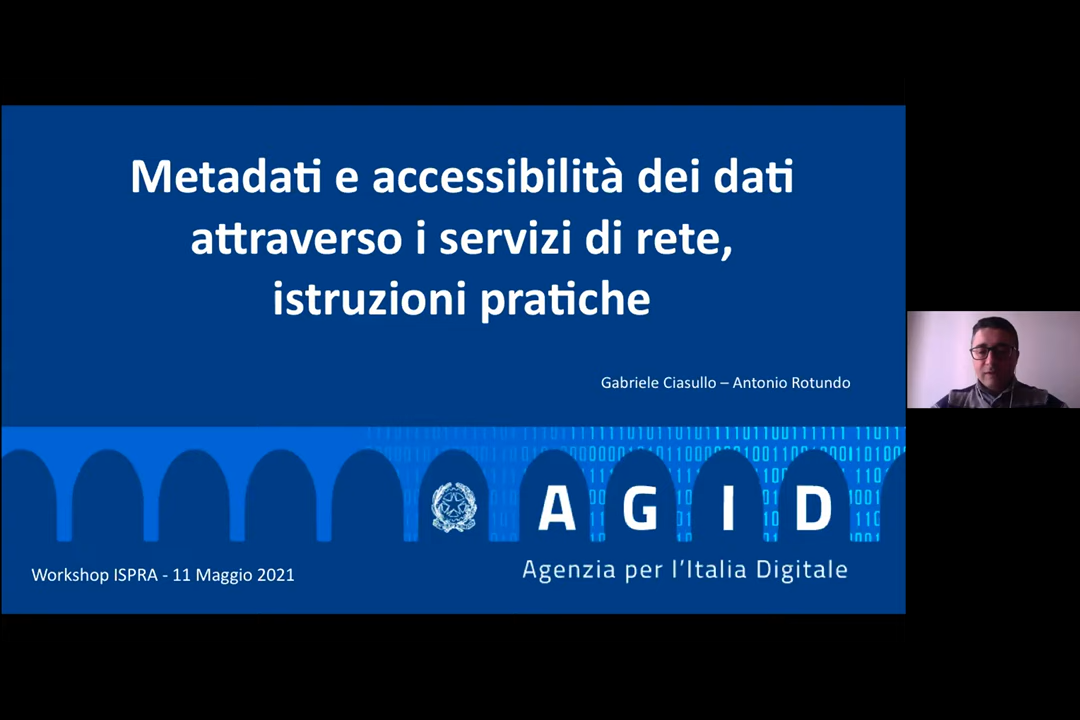 Metadati e accessibilità dei dati
attraverso i servizi di rete,
istruzioni pratiche
Gabriele Ciasullo – Antonio Rotundo
A G I D
Agenzia per l'Italia Digitale
Workshop ISPRA - 11 Maggio 2021